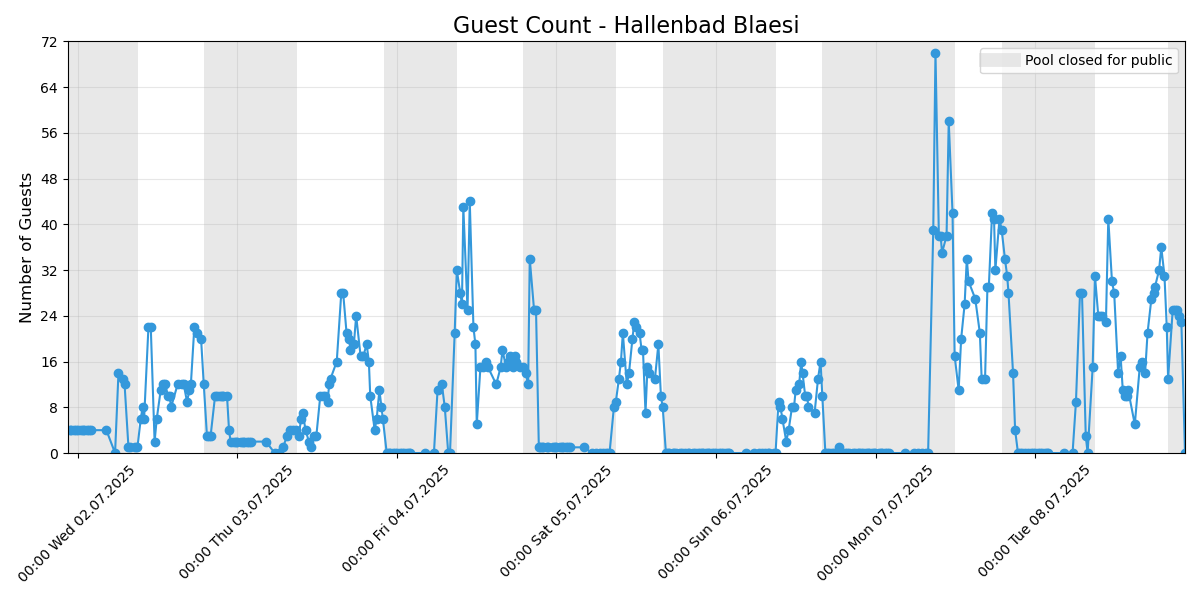 Guest Count - Hallenbad Blaesi
Pool closed for public
Number of Guests
72
64
56
48
40
32
24
16
8
0
00:00 Wed 02.07.2025
00:00 Thu 03.07.2025
00:00 Fri 04.07.2025
00:00 Sat 05.07.2025
00:00 Sun 06.07.2025
00:00 Mon 07.07.2025
00:00 Tue 08.07.2025